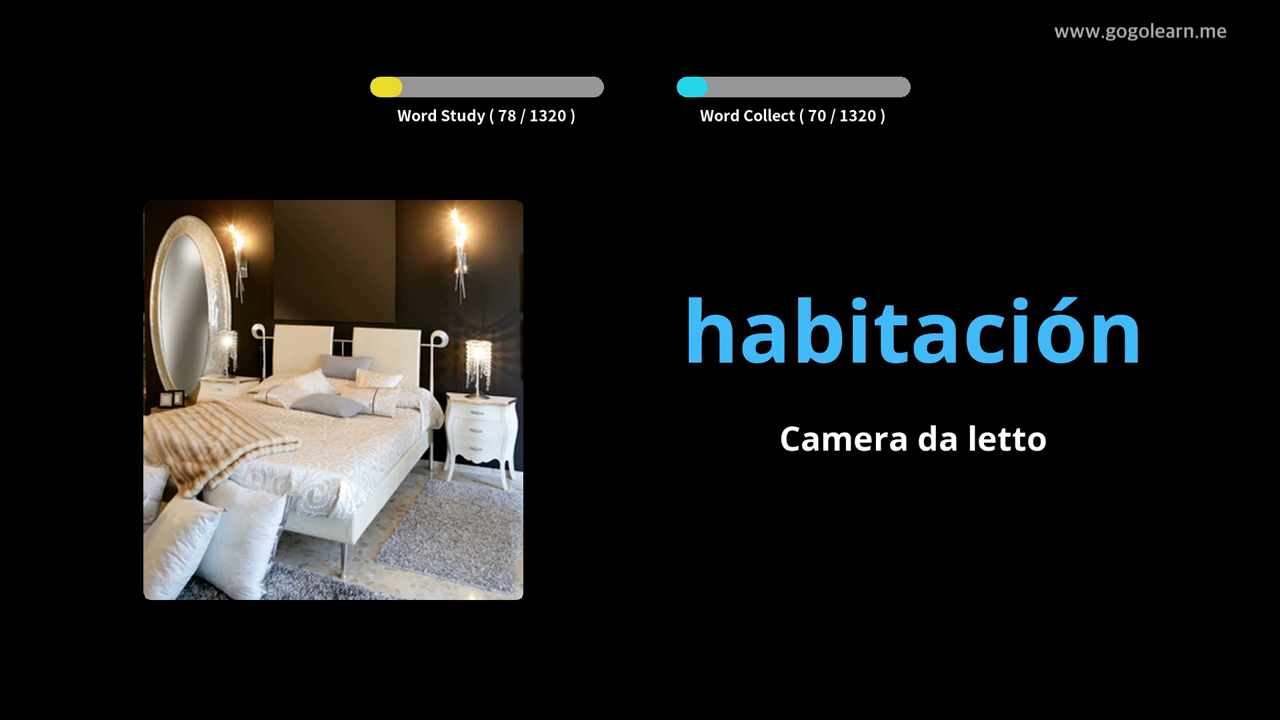 www.gogolearn.me
Word Study ( 78 / 1320 )
Word Collect ( 70 / 1320 )
habitación
Camera da letto